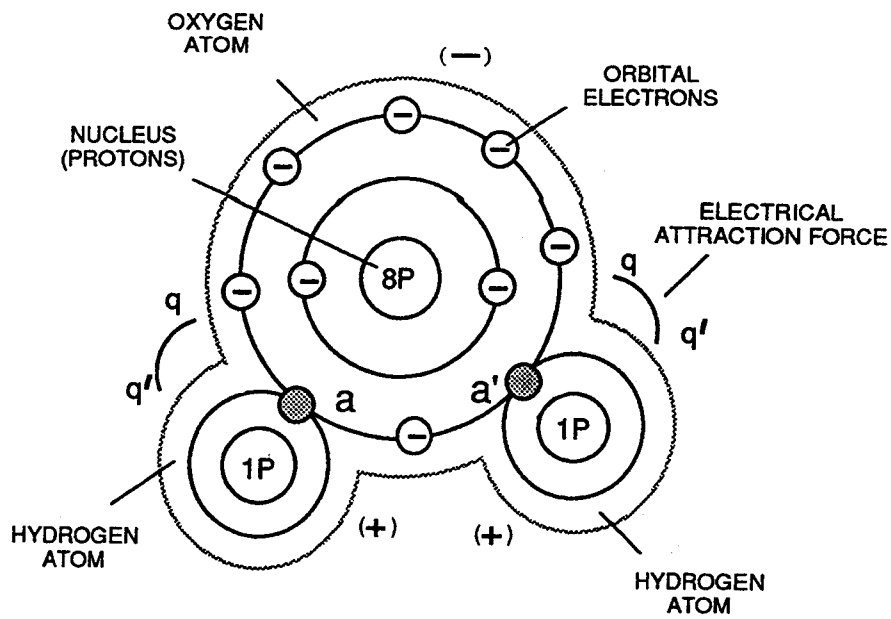 OXYGEN
ATOM
(−)
ORBITAL
ELECTRONS
NUCLEUS
(PROTONS)
− − − −
ELECTRICAL
ATTRACTION FORCE
− − 8P −
q
q
q'
q'
a
a'
−
1P
1P
(+)
(+)
HYDROGEN
ATOM
HYDROGEN
ATOM